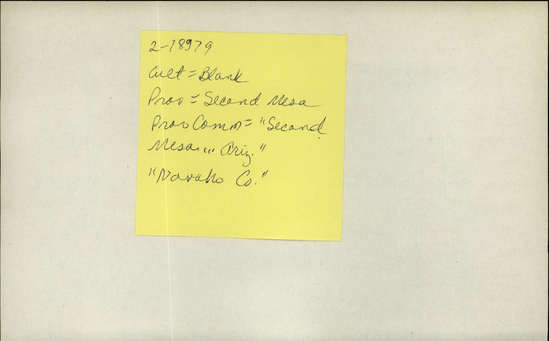 2-18979
Cult = Blank
Prov = Second Mesa
Prov Comm = "Second
Mesa... Ariz."
"Navaho Co."